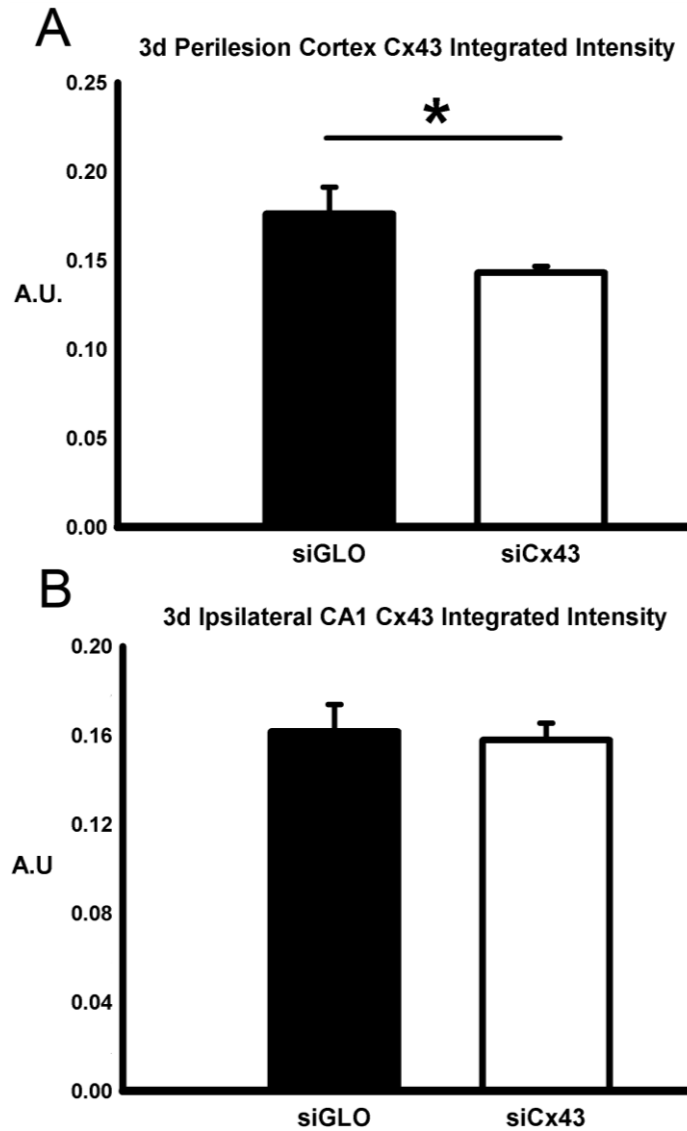 A
3d Perilesion Cortex Cx43 Integrated Intensity
0.25
*
0.20
0.15
A.U.
0.10
0.05
0.00
siGLO siCx43
B
3d Ipsilateral CA1 Cx43 Integrated Intensity
0.20
0.16
0.12
A.U
0.08
0.04
0.00
siGLO siCx43